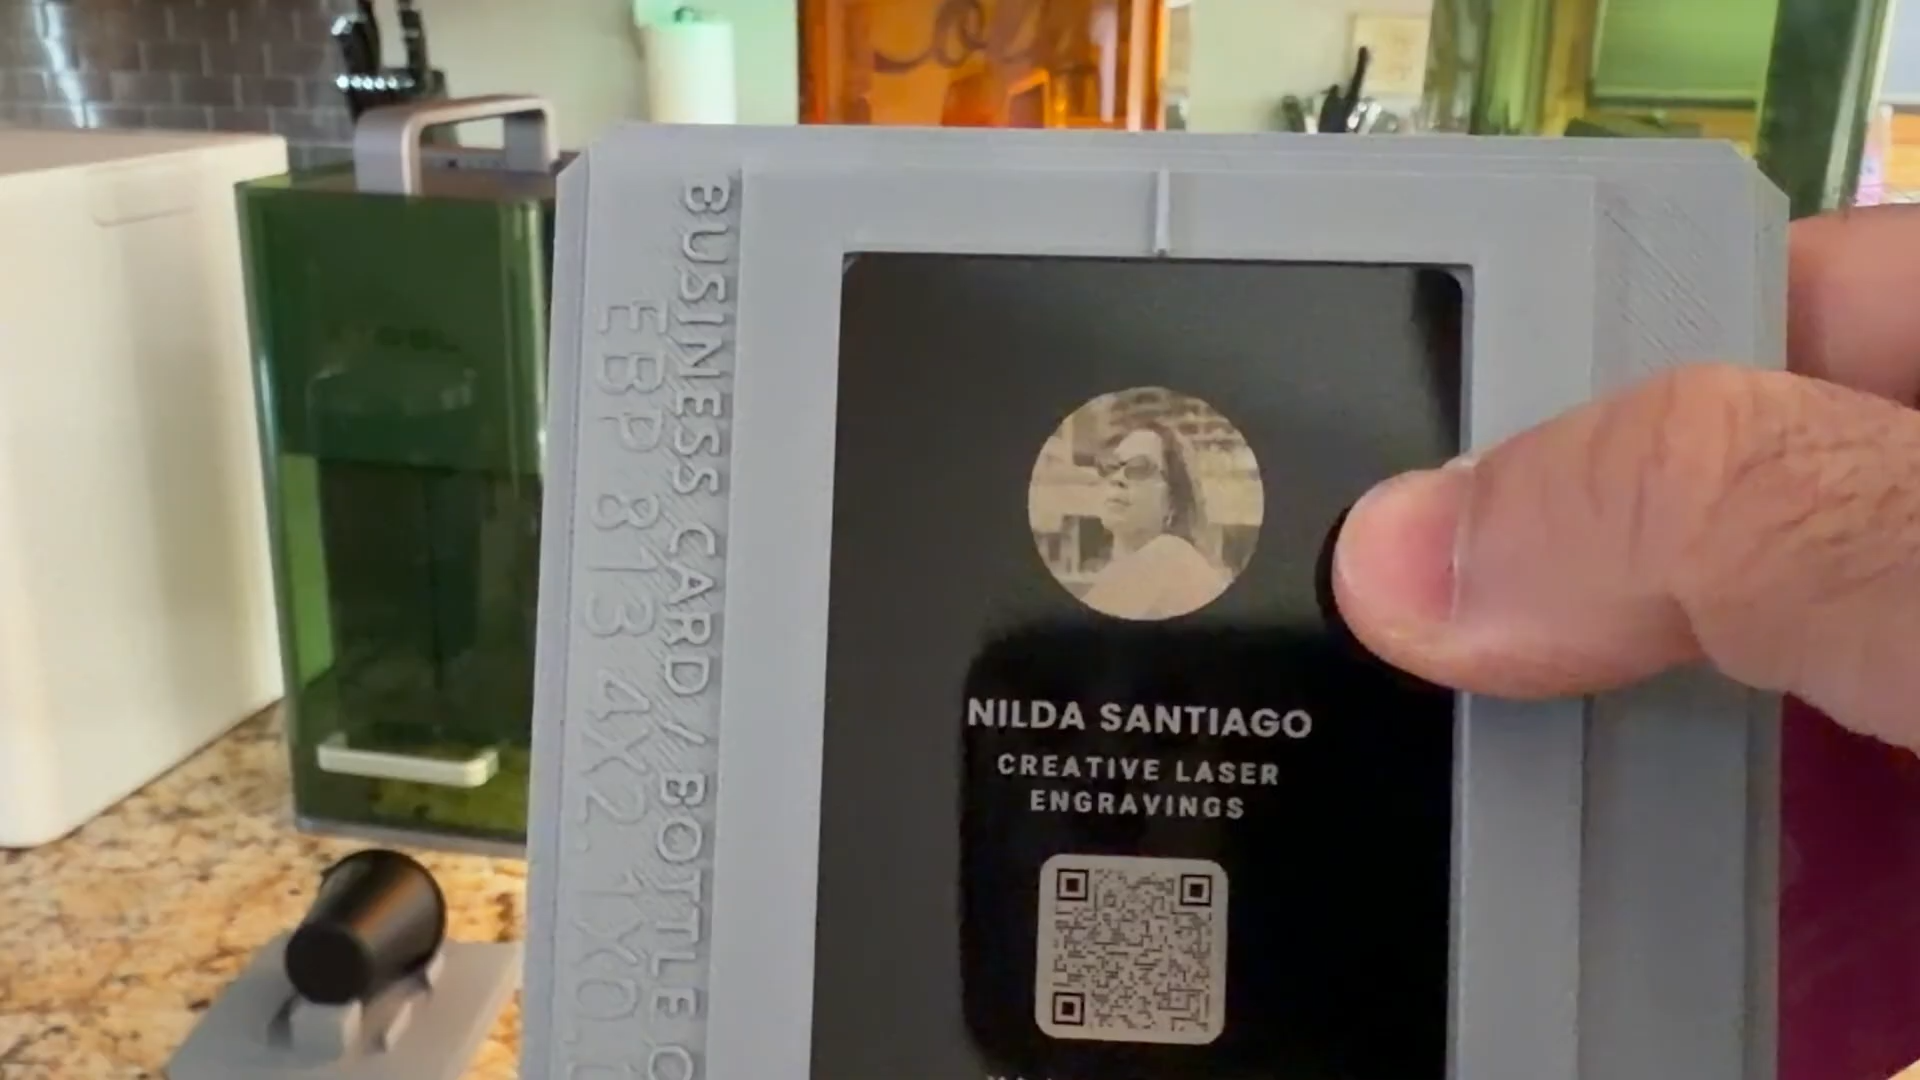 BUSINESS CARD / BOTTLE
EBP 813 4X2.1X0.
NILDA SANTIAGO
CREATIVE LASER
ENGRAVINGS